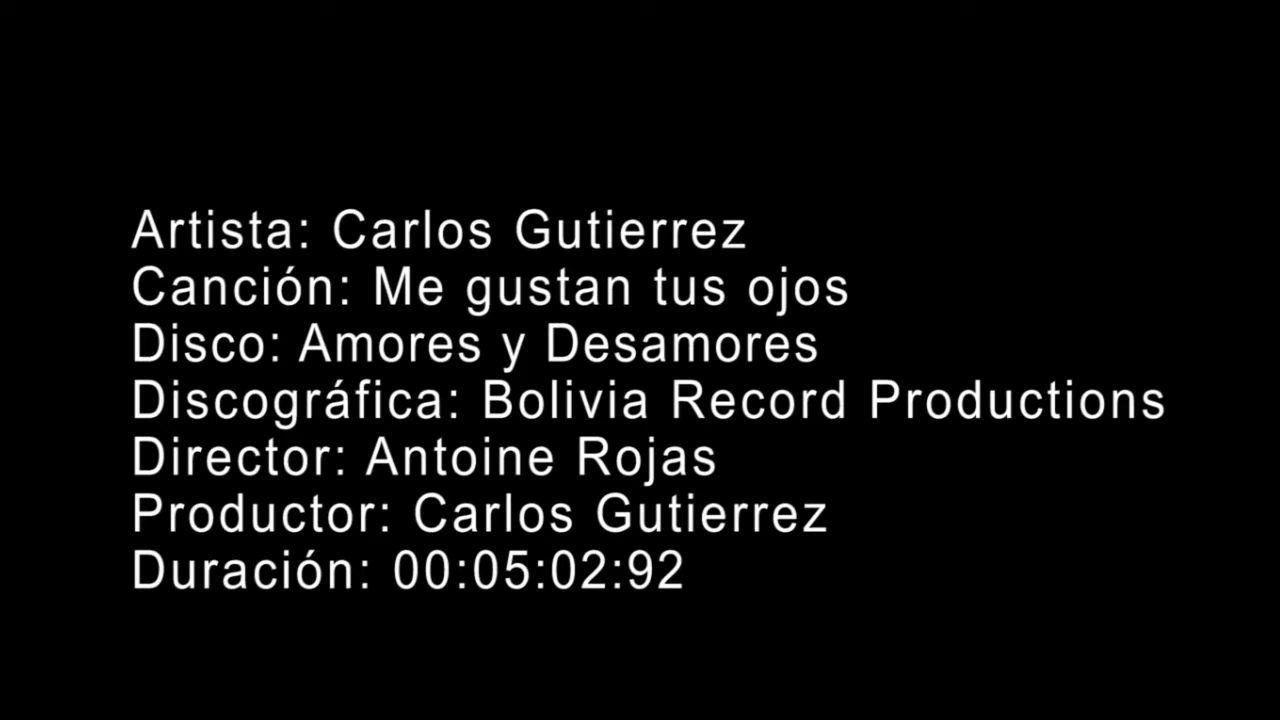 Artista: Carlos Gutierrez
Canción: Me gustan tus ojos
Disco: Amores y Desamores
Discográfica: Bolivia Record Productions
Director: Antoine Rojas
Productor: Carlos Gutierrez
Duración: 00:05:02:92